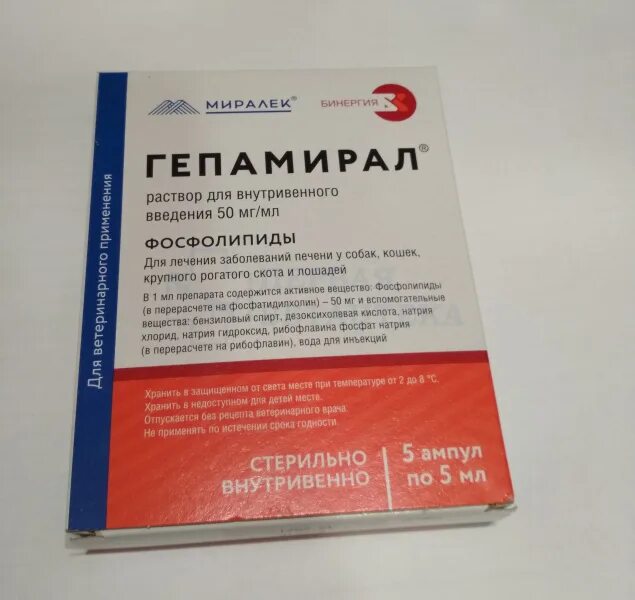 МИРАЛЕК®
БИНЕРГИЯ
ГЕПАМИРАЛ®
раствор для внутривенного
введения 50 мг/мл
ФОСФОЛИПИДЫ
Для лечения заболеваний печени у собак, кошек,
крупного рогатого скота и лошадей
В 1 мл препарата содержится активное вещество: Фосфолипиды
(в перерасчете на фосфатидилхолин) – 50 мг и вспомогательные
вещества: бензиловый спирт, дезоксихолевая кислота, натрия
хлорид, натрия гидроксид, рибофлавина фосфат натрия
(в перерасчете на рибофлавин), вода для инъекций
Хранить в защищенном от света месте при температуре от 2 до 8 °С.
Хранить в недоступном для детей месте.
Отпускается без рецепта ветеринарного врача.
Не применять по истечении срока годности.
СТЕРИЛЬНО
ВНУТРИВЕННО
5 ампул
по 5 мл
Для ветеринарного применения